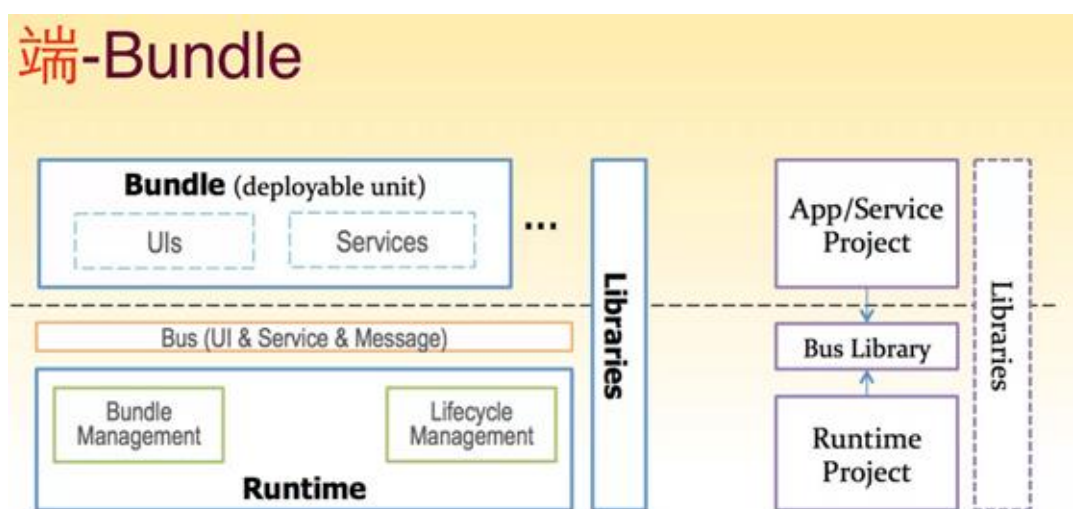 端-Bundle
Bundle (deployable unit)
UIs
Services
...
Libraries
Bus (UI & Service & Message)
Bundle
Management
Lifecycle
Management
Runtime
App/Service
Project
Bus Library
Runtime
Project
Libraries